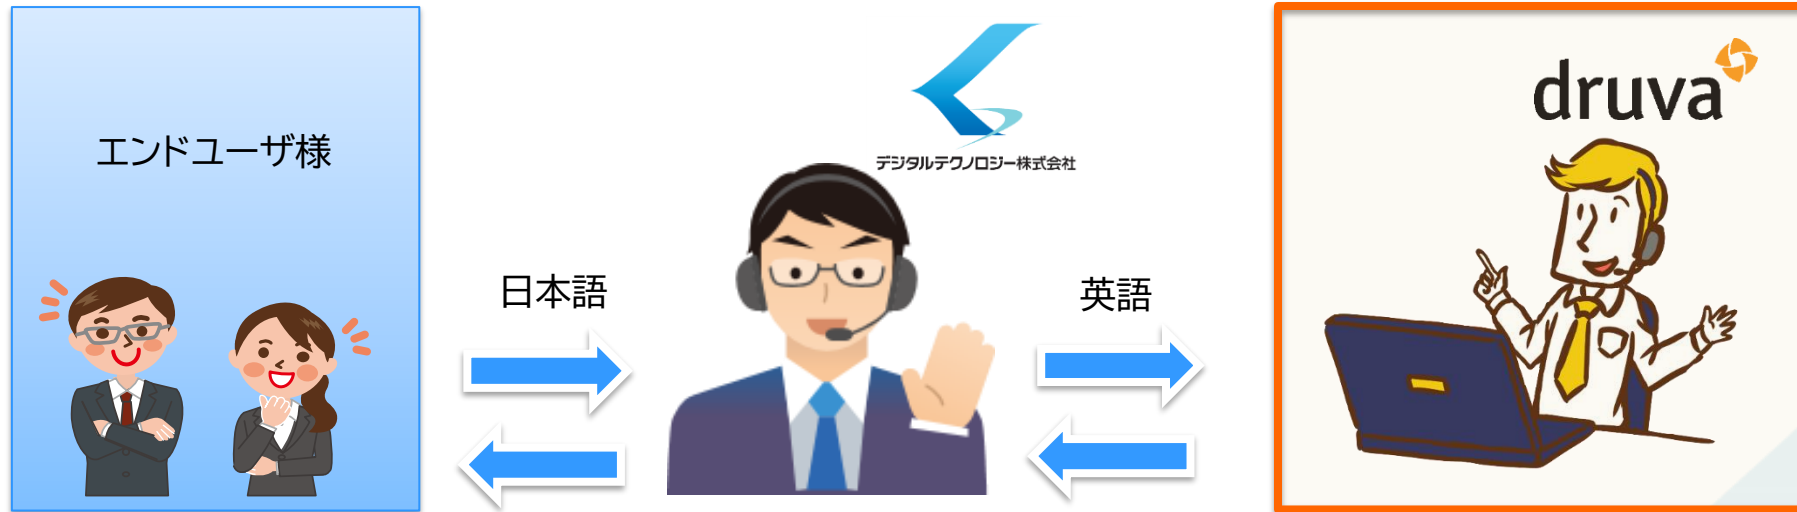 エンドユーザ様
日本語
デジタルテクノロジー株式会社
英語
druva